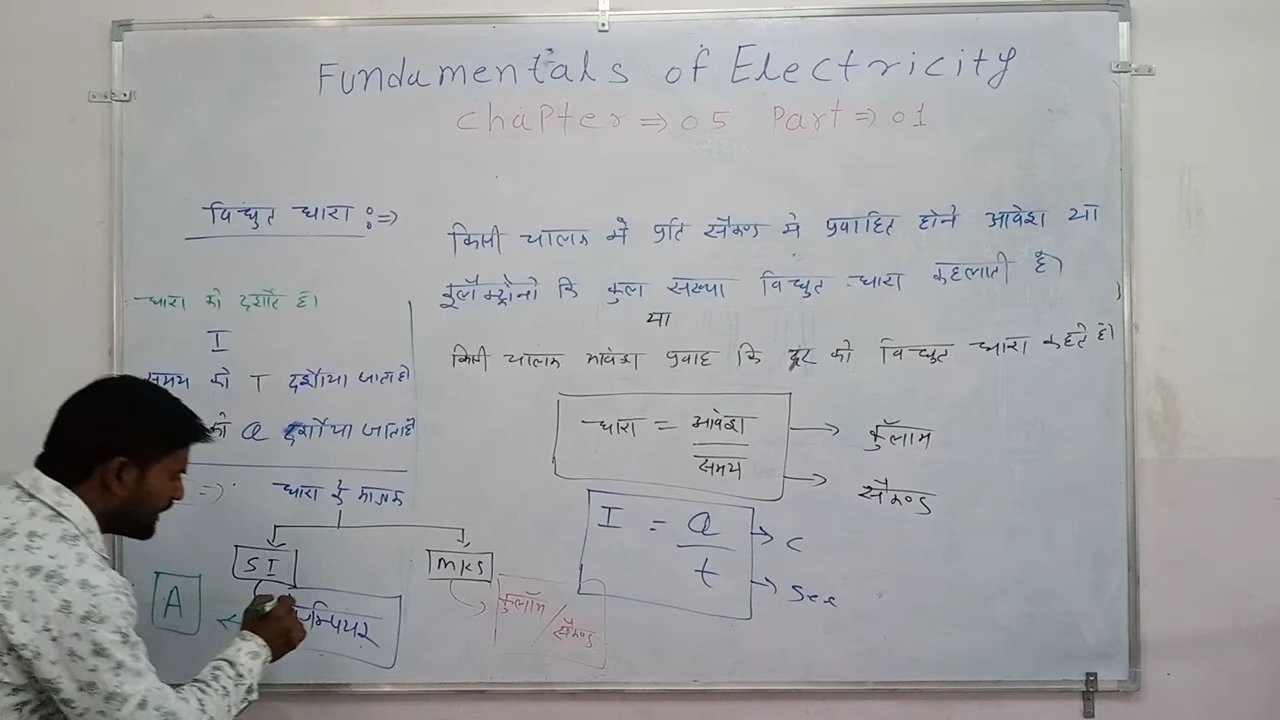 Fundamentals of Electricity
Chapter ⇒ 05 Part ⇒ 01
विधुत धारा :⇒
किसी चालक मे प्रति सैकण्ड मे प्रवाहित होने आवेश या
इलैक्ट्रोनो कि कुल सख्या विधुत धारा कहलाती है।
या
किसी चालक आवेश प्रवाह कि दर को विधुत धारा कहते है।
धारा को दर्शाते है।
I
समय को T दर्शाया जाता है
को Q दर्शाया जाता है
⇒ धारा के मात्रक
SI
MKS
A ←
म्पियर
कुलॉम / सैकण्ड
धारा = आवेश / समय
→ कुलॉम
→ सैकण्ड
I = Q / t
→ C
→ Sec